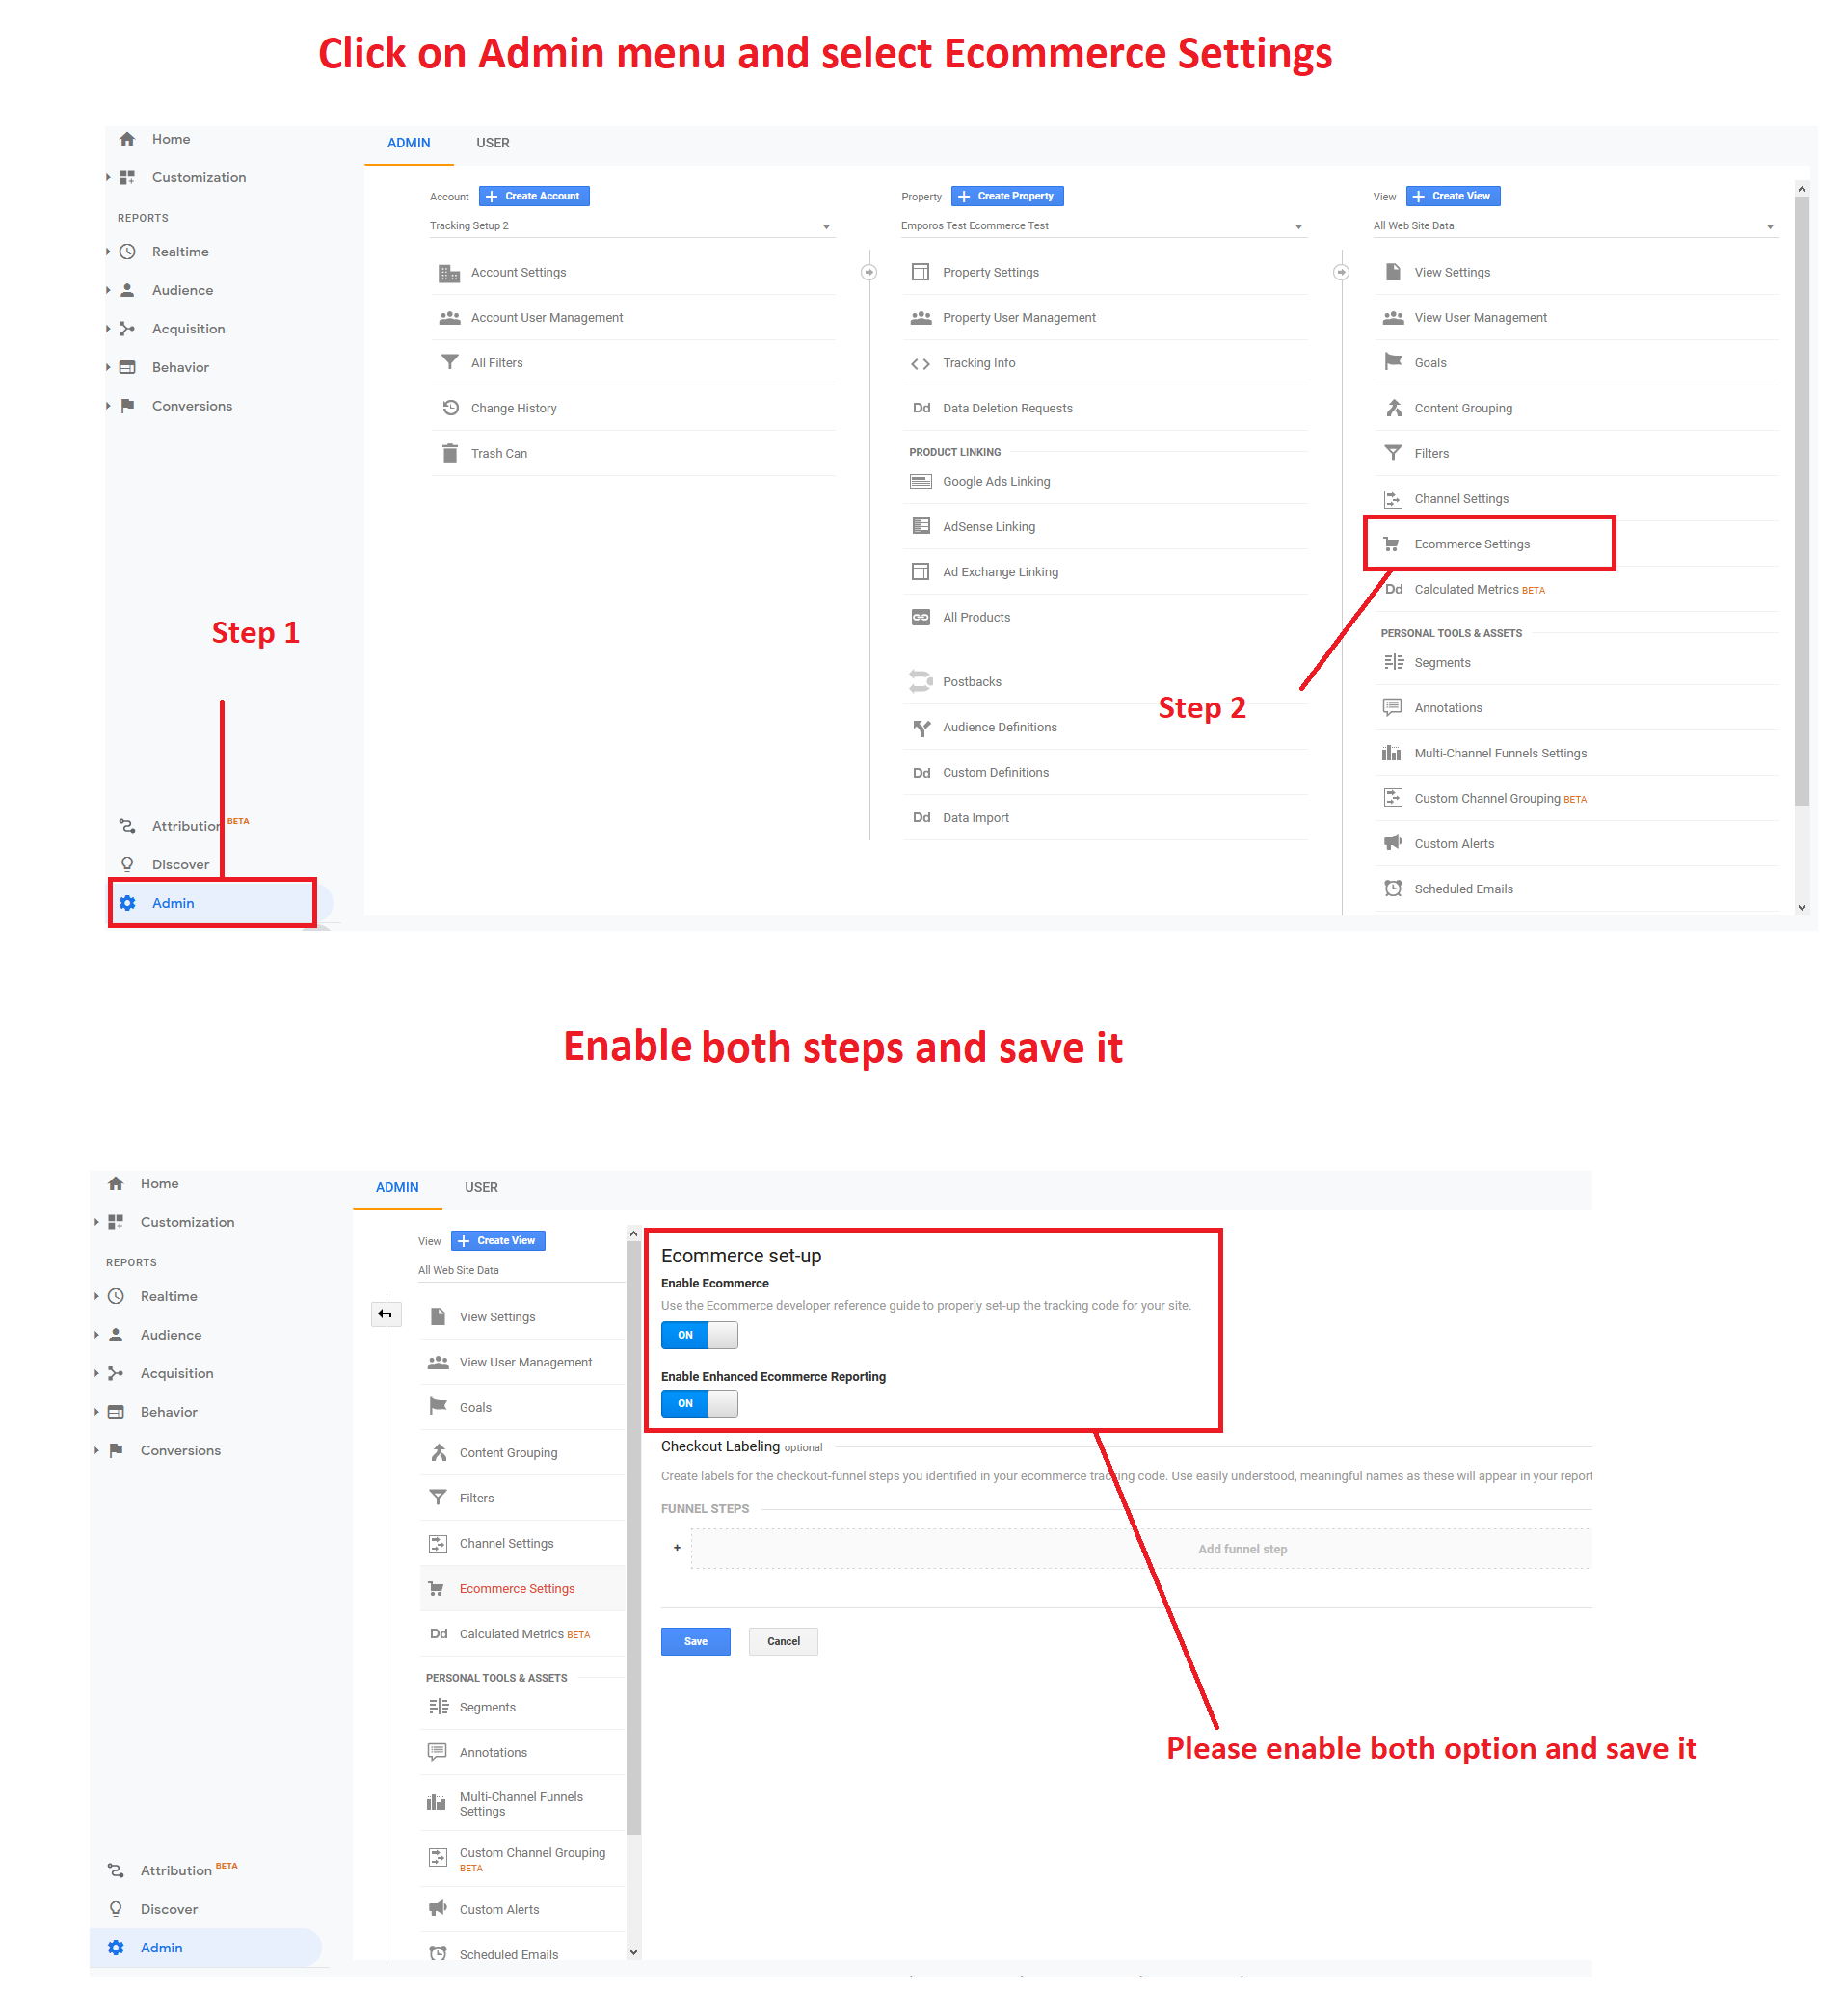 Click on Admin menu and select Ecommerce Settings
Home
Customization
REPORTS
Realtime
Audience
Acquisition
Behavior
Conversions
Step 1
Attribution BETA
Discover
Admin
ADMIN USER
Account + Create Account
Tracking Setup 2
Account Settings
Account User Management
All Filters
Change History
Trash Can
Property + Create Property
Emporos Test Ecommerce Test
Property Settings
Property User Management
Tracking Info
Dd Data Deletion Requests
PRODUCT LINKING
Google Ads Linking
AdSense Linking
Ad Exchange Linking
All Products
Postbacks
Audience Definitions
Dd Custom Definitions
Dd Data Import
Step 2
View + Create View
All Web Site Data
View Settings
View User Management
Goals
Content Grouping
Filters
Channel Settings
Ecommerce Settings
Dd Calculated Metrics BETA
PERSONAL TOOLS & ASSETS
Segments
Annotations
Multi-Channel Funnels Settings
Custom Channel Grouping BETA
Custom Alerts
Scheduled Emails
Enable both steps and save it
Home
Customization
REPORTS
Realtime
Audience
Acquisition
Behavior
Conversions
Attribution BETA
Discover
Admin
ADMIN USER
View + Create View
All Web Site Data
View Settings
View User Management
Goals
Content Grouping
Filters
Channel Settings
Ecommerce Settings
Dd Calculated Metrics BETA
PERSONAL TOOLS & ASSETS
Segments
Annotations
Multi-Channel Funnels
Settings
Custom Channel Grouping
BETA
Custom Alerts
Scheduled Emails
Ecommerce set-up
Enable Ecommerce
Use the Ecommerce developer reference guide to properly set-up the tracking code for your site.
ON
Enable Enhanced Ecommerce Reporting
ON
Checkout Labeling optional
Create labels for the checkout-funnel steps you identified in your ecommerce tracking code. Use easily understood, meaningful names as these will appear in your report
FUNNEL STEPS
+ Add funnel step
Save Cancel
Please enable both option and save it